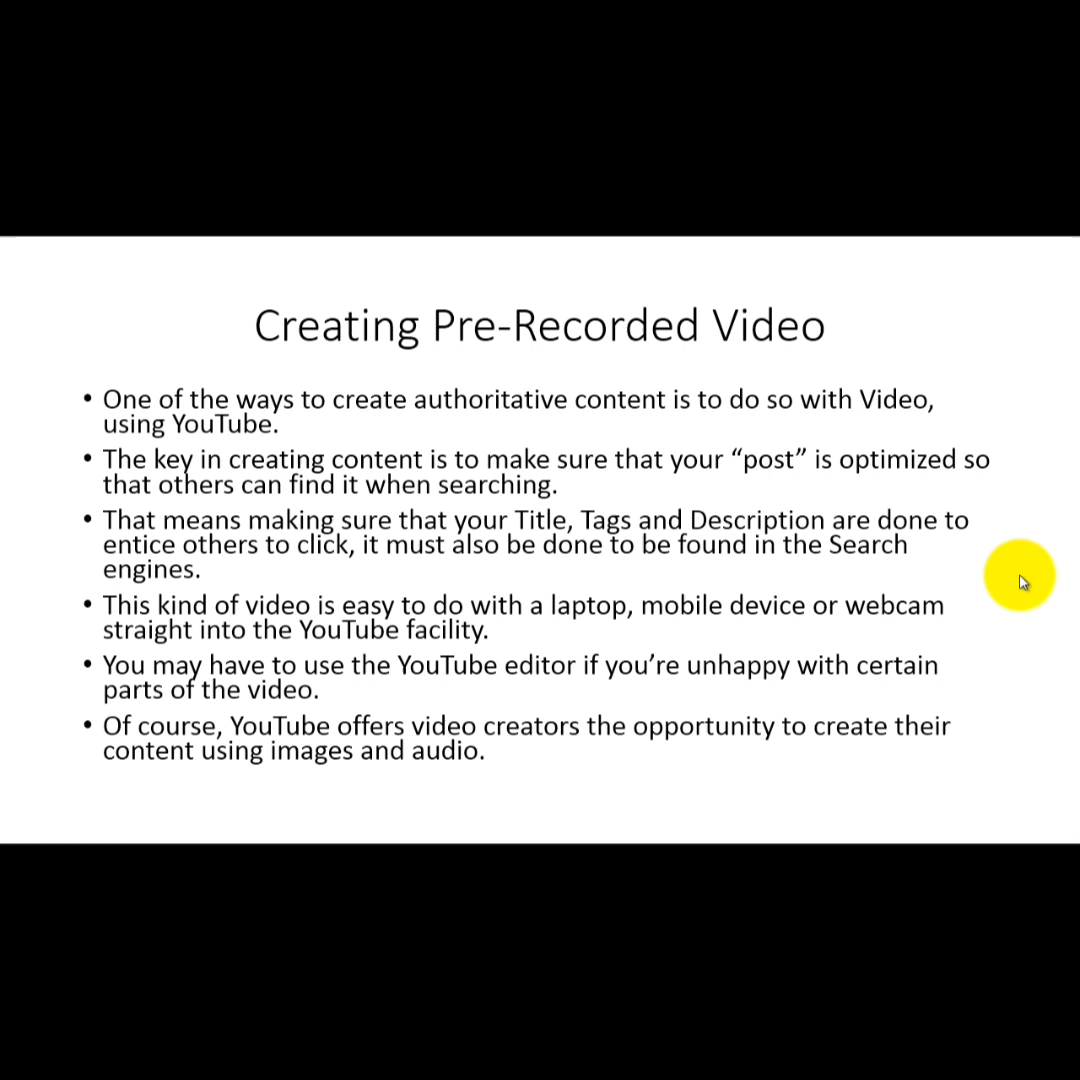 Creating Pre-Recorded Video
• One of the ways to create authoritative content is to do so with Video,
using YouTube.
• The key in creating content is to make sure that your “post” is optimized so
that others can find it when searching.
• That means making sure that your Title, Tags and Description are done to
entice others to click, it must also be done to be found in the Search
engines.
• This kind of video is easy to do with a laptop, mobile device or webcam
straight into the YouTube facility.
• You may have to use the YouTube editor if you’re unhappy with certain
parts of the video.
• Of course, YouTube offers video creators the opportunity to create their
content using images and audio.